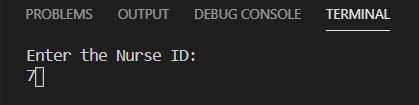 PROBLEMS OUTPUT DEBUG CONSOLE TERMINAL
Enter the Nurse ID:
7